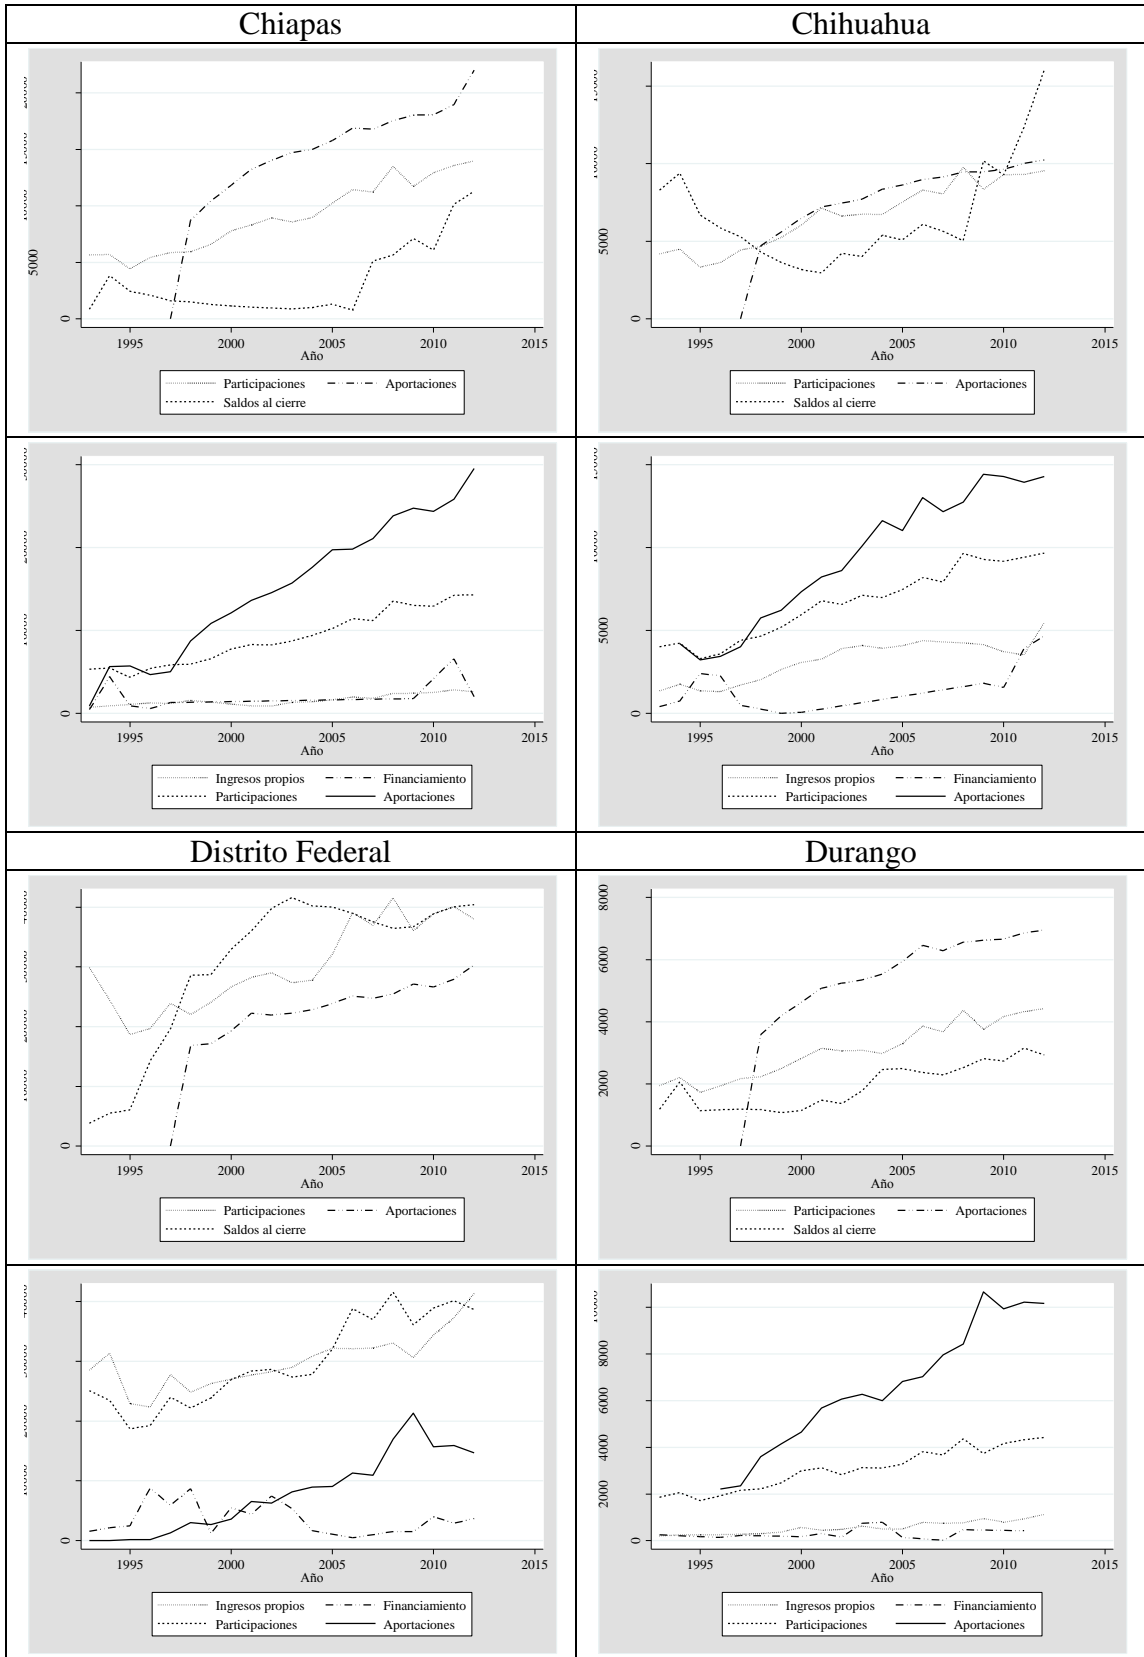 Chiapas
Chihuahua
5000
0
1995 2000 2005 2010 2015
Año
Participaciones Aportaciones
Saldos al cierre
5000
0
1995 2000 2005 2010 2015
Año
Participaciones Aportaciones
Saldos al cierre
0
1995 2000 2005 2010 2015
Año
Ingresos propios Financiamiento
Participaciones Aportaciones
5000
0
1995 2000 2005 2010 2015
Año
Ingresos propios Financiamiento
Participaciones Aportaciones
Distrito Federal
Durango
0
1995 2000 2005 2010 2015
Año
Participaciones Aportaciones
Saldos al cierre
8000
6000
4000
2000
0
1995 2000 2005 2010 2015
Año
Participaciones Aportaciones
Saldos al cierre
0
1995 2000 2005 2010 2015
Año
Ingresos propios Financiamiento
Participaciones Aportaciones
8000
6000
4000
2000
0
1995 2000 2005 2010 2015
Año
Ingresos propios Financiamiento
Participaciones Aportaciones